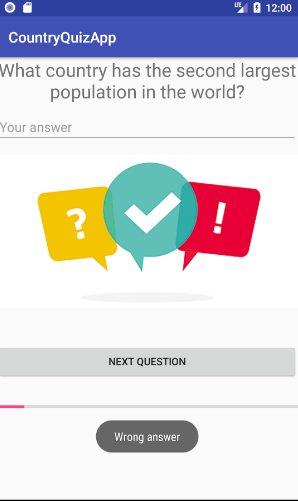 LTE 12:00
CountryQuizApp
What country has the second largest
population in the world?
Your answer
? !
NEXT QUESTION
Wrong answer